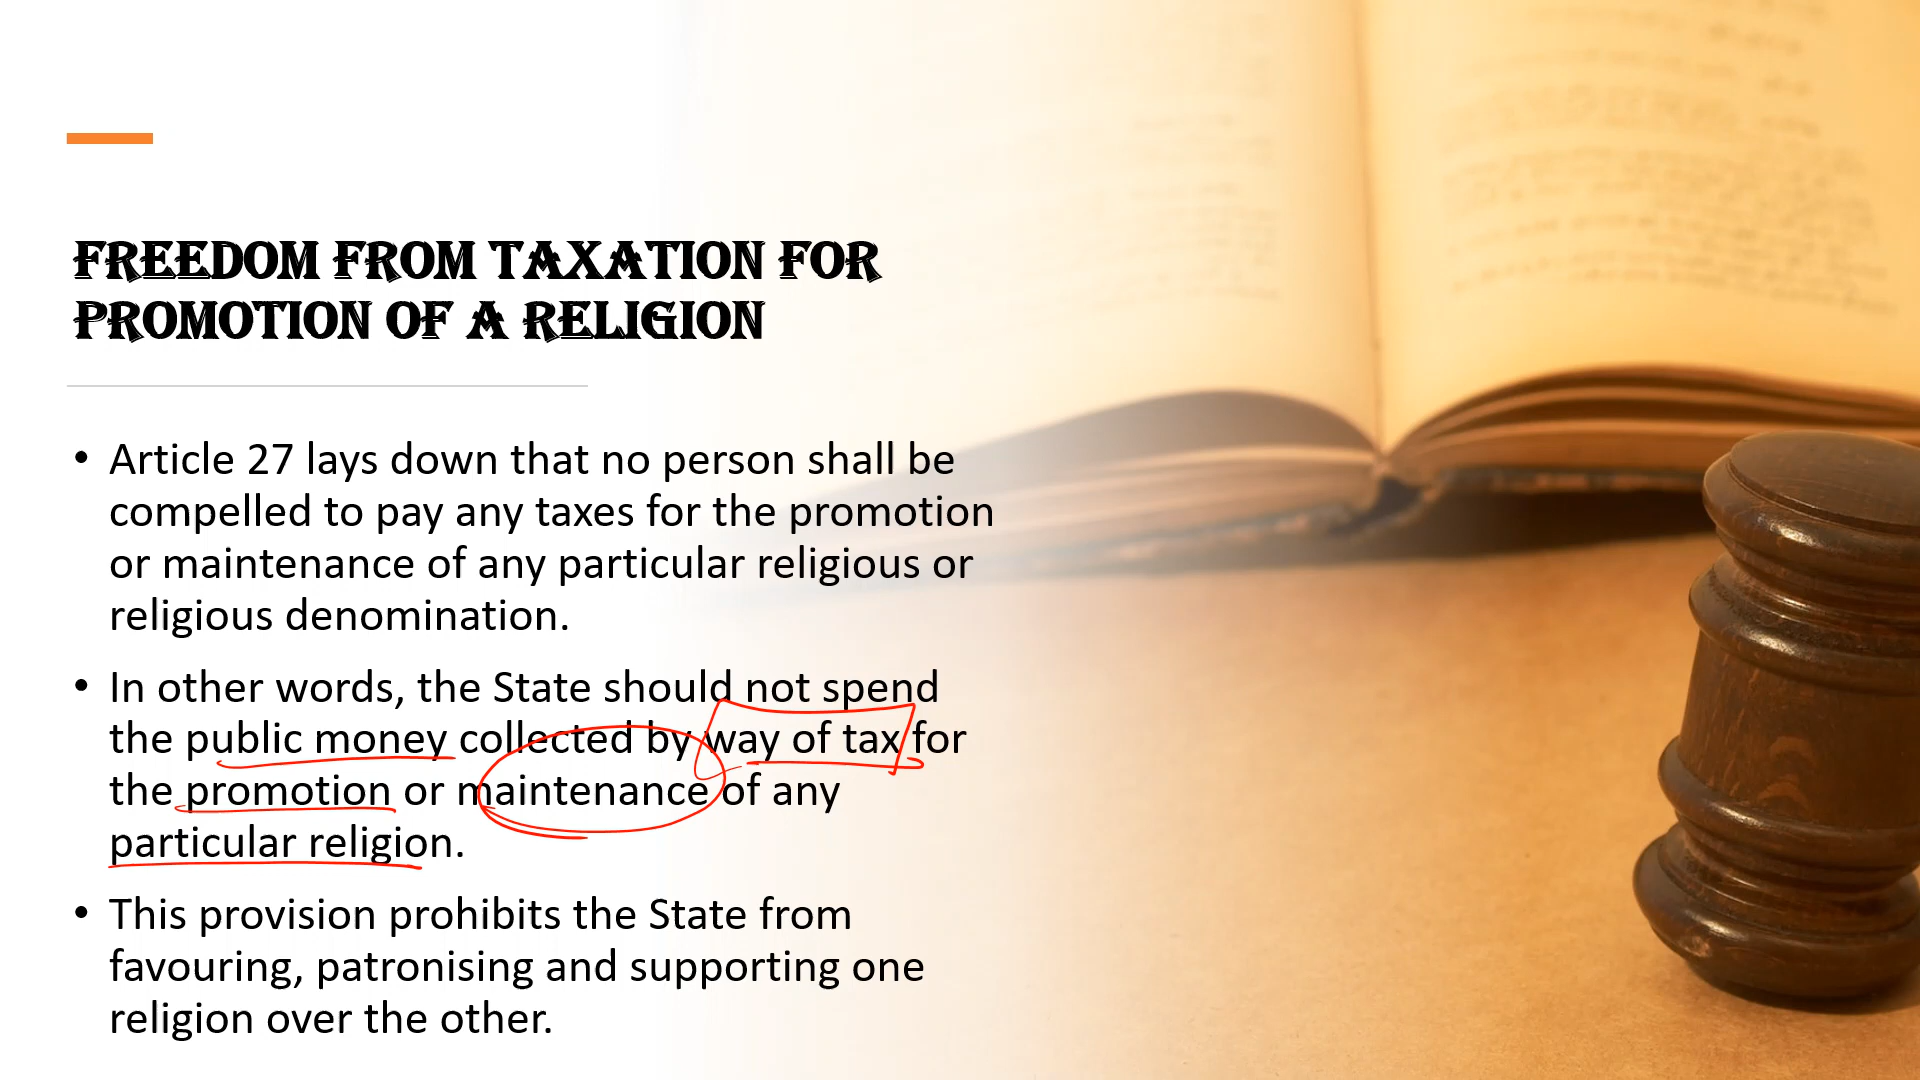 FREEDOM FROM TAXATION FOR
PROMOTION OF A RELIGION
• Article 27 lays down that no person shall be
compelled to pay any taxes for the promotion
or maintenance of any particular religious or
religious denomination.
• In other words, the State should not spend
the public money collected by way of tax for
the promotion or maintenance of any
particular religion.
• This provision prohibits the State from
favouring, patronising and supporting one
religion over the other.